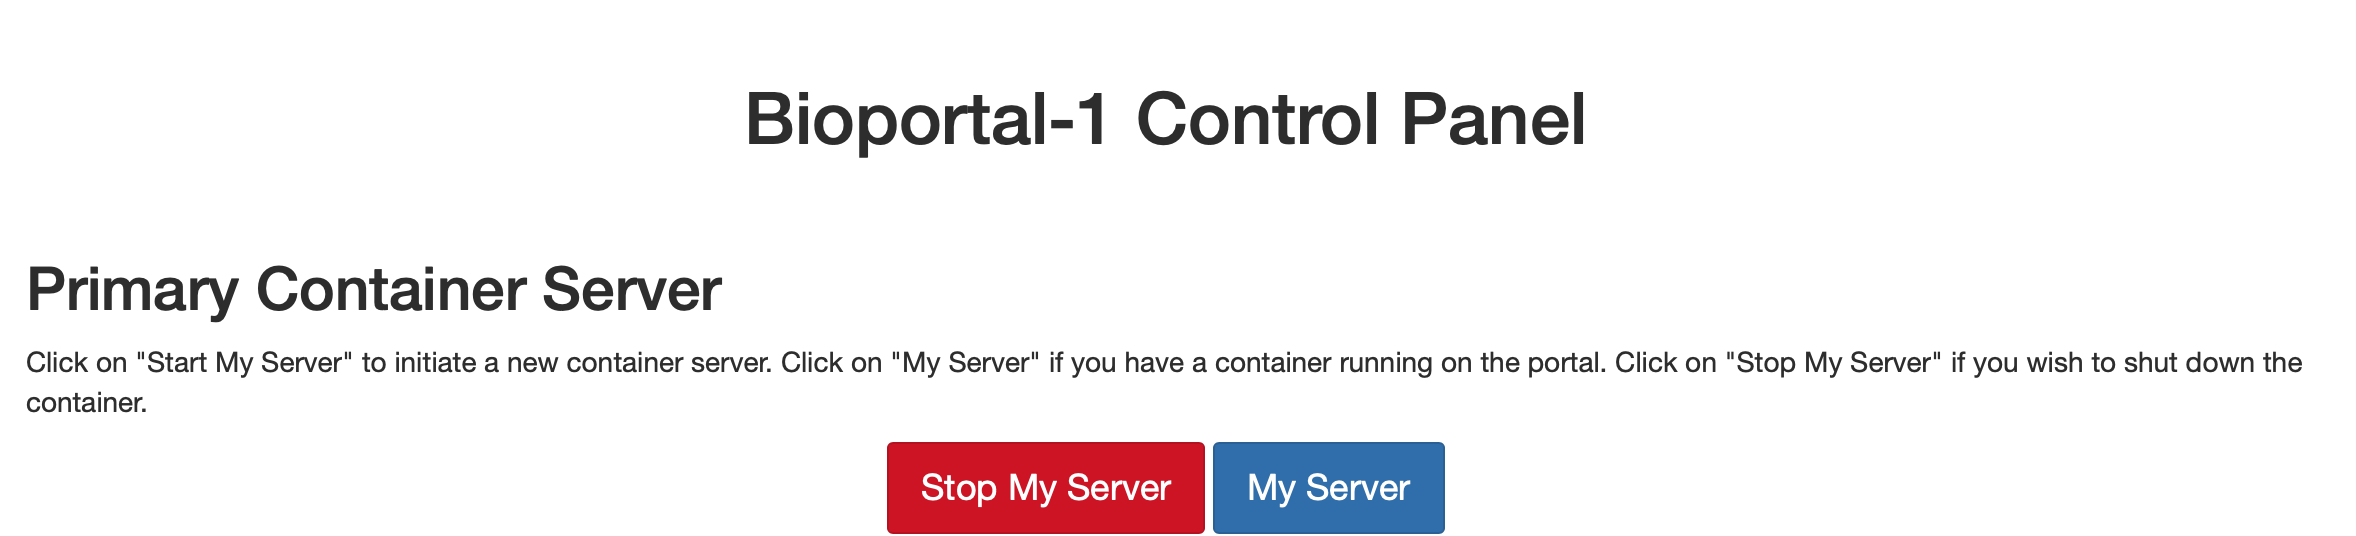 Bioportal-1 Control Panel
Primary Container Server
Click on "Start My Server" to initiate a new container server. Click on "My Server" if you have a container running on the portal. Click on "Stop My Server" if you wish to shut down the
container.
Stop My Server My Server